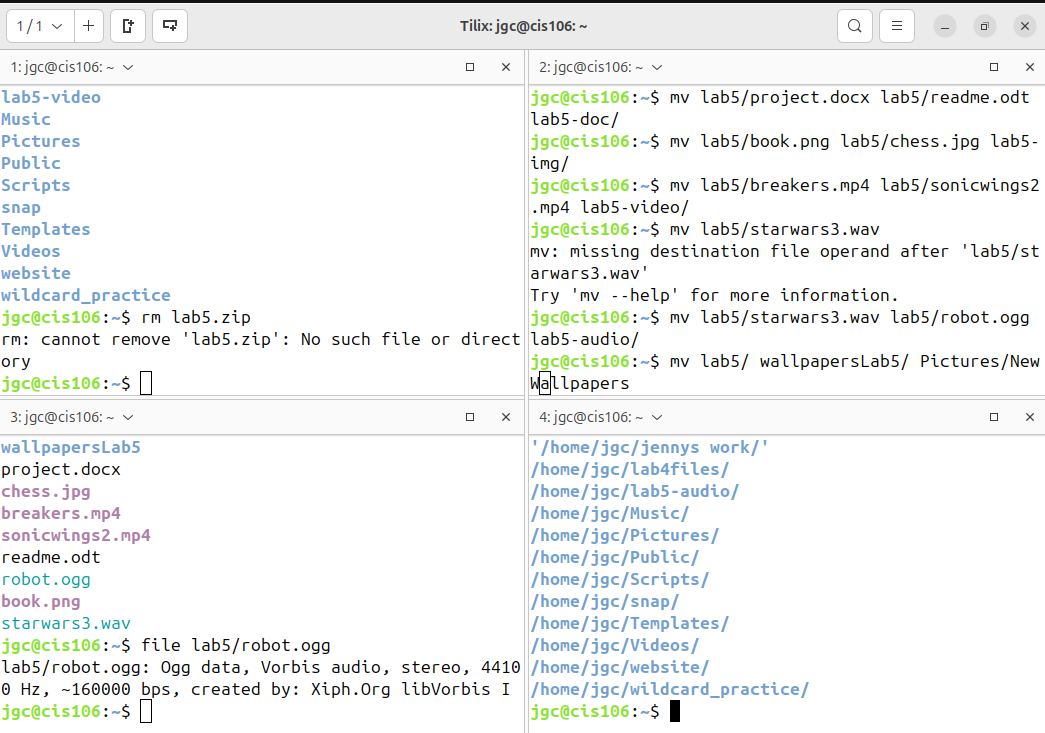 1 / 1
Tilix: jgc@cis106: ~
1: jgc@cis106: ~
lab5-video
Music
Pictures
Public
Scripts
snap
Templates
Videos
website
wildcard_practice
jgc@cis106:~$ rm lab5.zip
rm: cannot remove 'lab5.zip': No such file or direct
ory
jgc@cis106:~$
2: jgc@cis106: ~
jgc@cis106:~$ mv lab5/project.docx lab5/readme.odt
lab5-doc/
jgc@cis106:~$ mv lab5/book.png lab5/chess.jpg lab5-
img/
jgc@cis106:~$ mv lab5/breakers.mp4 lab5/sonicwings2
.mp4 lab5-video/
jgc@cis106:~$ mv lab5/starwars3.wav
mv: missing destination file operand after 'lab5/st
arwars3.wav'
Try 'mv --help' for more information.
jgc@cis106:~$ mv lab5/starwars3.wav lab5/robot.ogg
lab5-audio/
jgc@cis106:~$ mv lab5/ wallpapersLab5/ Pictures/New
Wallpapers
3: jgc@cis106: ~
wallpapersLab5
project.docx
chess.jpg
breakers.mp4
sonicwings2.mp4
readme.odt
robot.ogg
book.png
starwars3.wav
jgc@cis106:~$ file lab5/robot.ogg
lab5/robot.ogg: Ogg data, Vorbis audio, stereo, 4410
0 Hz, ~160000 bps, created by: Xiph.Org libVorbis I
jgc@cis106:~$
4: jgc@cis106: ~
'/home/jgc/jennys work/'
/home/jgc/lab4files/
/home/jgc/lab5-audio/
/home/jgc/Music/
/home/jgc/Pictures/
/home/jgc/Public/
/home/jgc/Scripts/
/home/jgc/snap/
/home/jgc/Templates/
/home/jgc/Videos/
/home/jgc/website/
/home/jgc/wildcard_practice/
jgc@cis106:~$